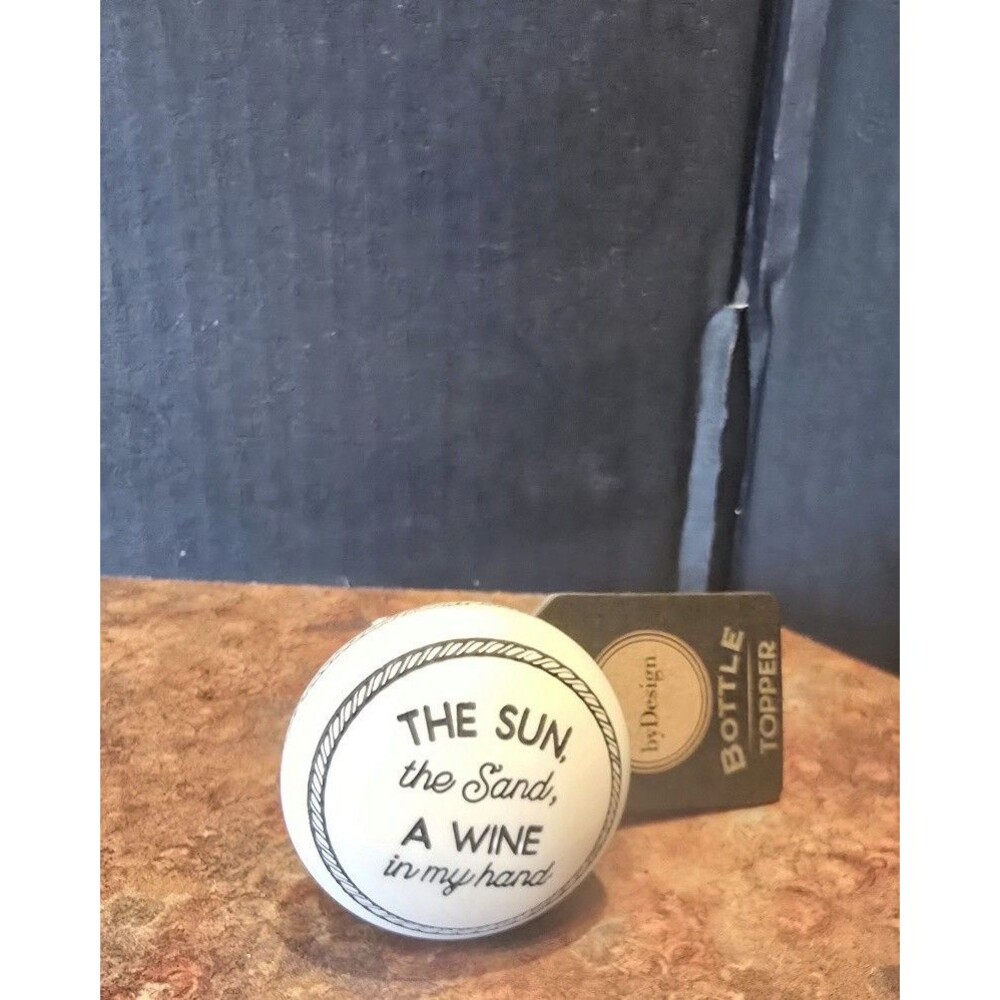 THE SUN,
the Sand,
A WINE
in my hand
byDesign
BOTTLE
TOPPER